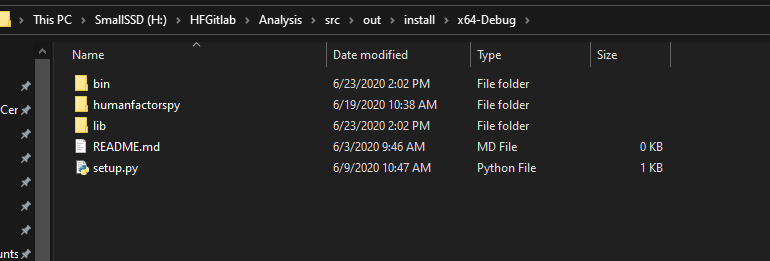 This PC > SmallSSD (H:) > HFGitlab > Analysis > src > out > install > x64-Debug >
Name Date modified Type Size
bin 6/23/2020 2:02 PM File folder
humanfactorspy 6/19/2020 10:38 AM File folder
Cer
lib 6/23/2020 2:02 PM File folder
README.md 6/3/2020 9:46 AM MD File 0 KB
setup.py 6/9/2020 10:47 AM Python File 1 KB
unts